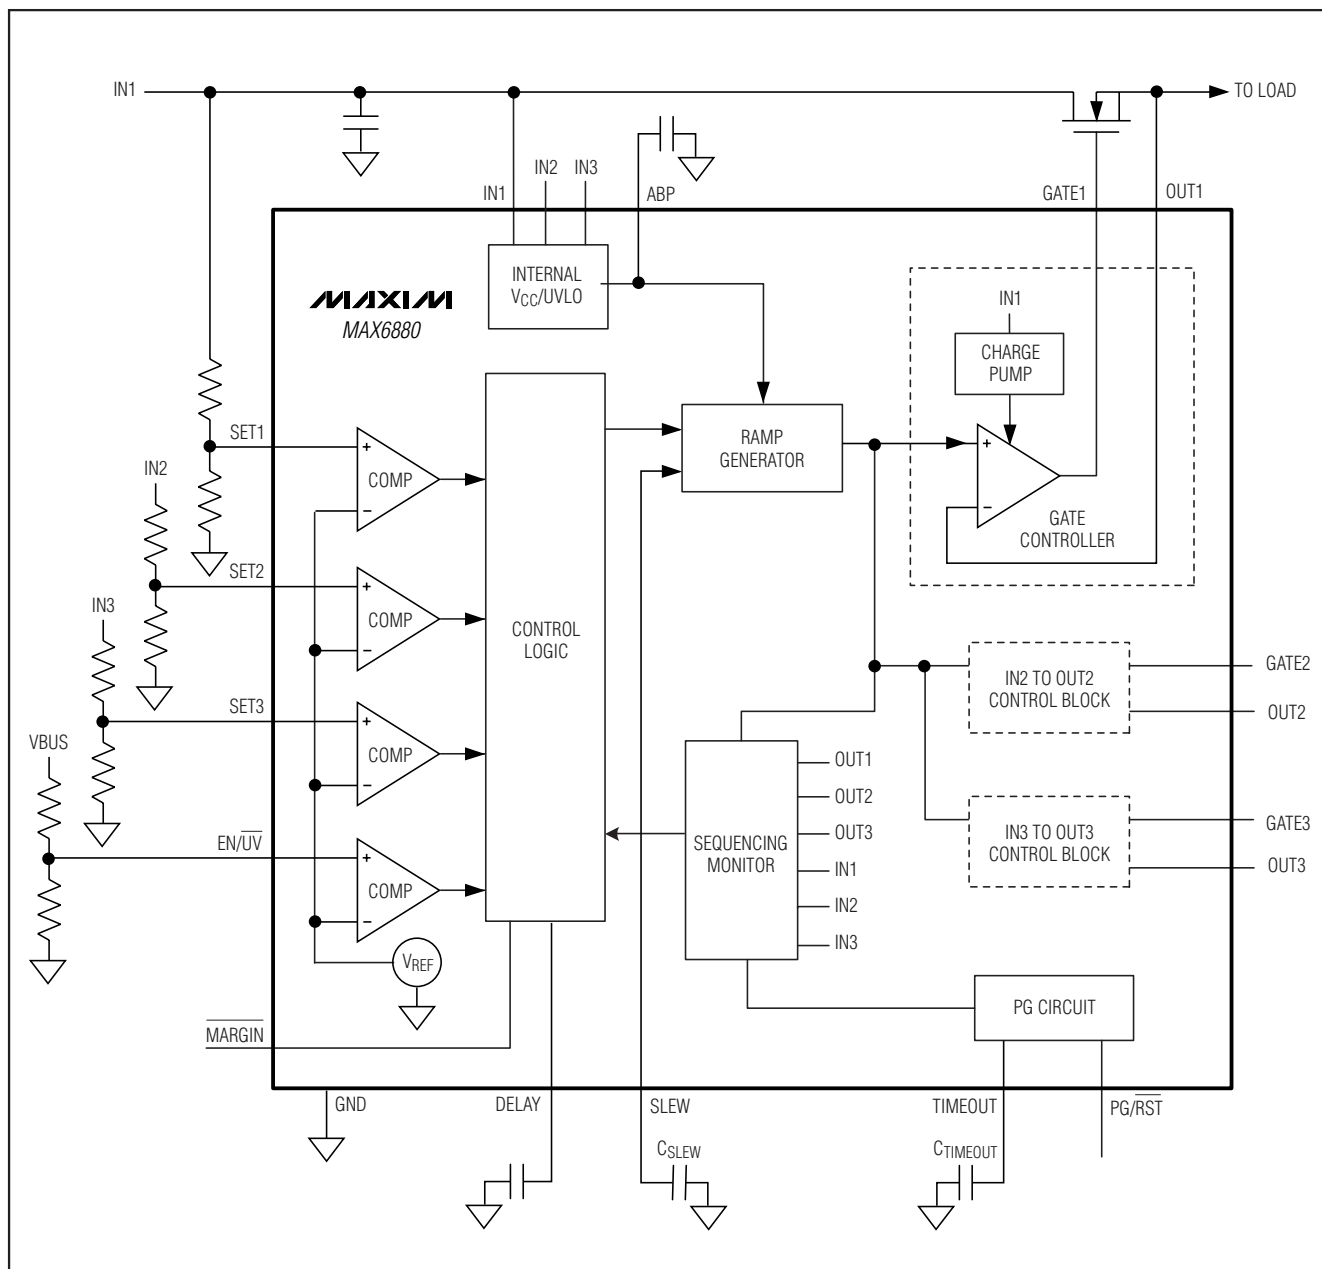 IN1
TO LOAD
IN2
IN3
IN1
ABP
GATE1
OUT1
MAXIM
MAX6880
INTERNAL
VCC/UVLO
IN1
CHARGE
PUMP
SET1
+
COMP
−
RAMP
GENERATOR
+
−
GATE
CONTROLLER
IN2
SET2
+
COMP
−
CONTROL
LOGIC
IN3
SET3
+
COMP
−
IN2 TO OUT2
CONTROL BLOCK
GATE2
OUT2
VBUS
EN/U̅V̅
+
COMP
−
SEQUENCING
MONITOR
OUT1
OUT2
OUT3
IN1
IN2
IN3
IN3 TO OUT3
CONTROL BLOCK
GATE3
OUT3
VREF
PG CIRCUIT
M̅A̅R̅G̅I̅N̅
GND
DELAY
SLEW
TIMEOUT
PG/R̅S̅T̅
CSLEW
CTIMEOUT